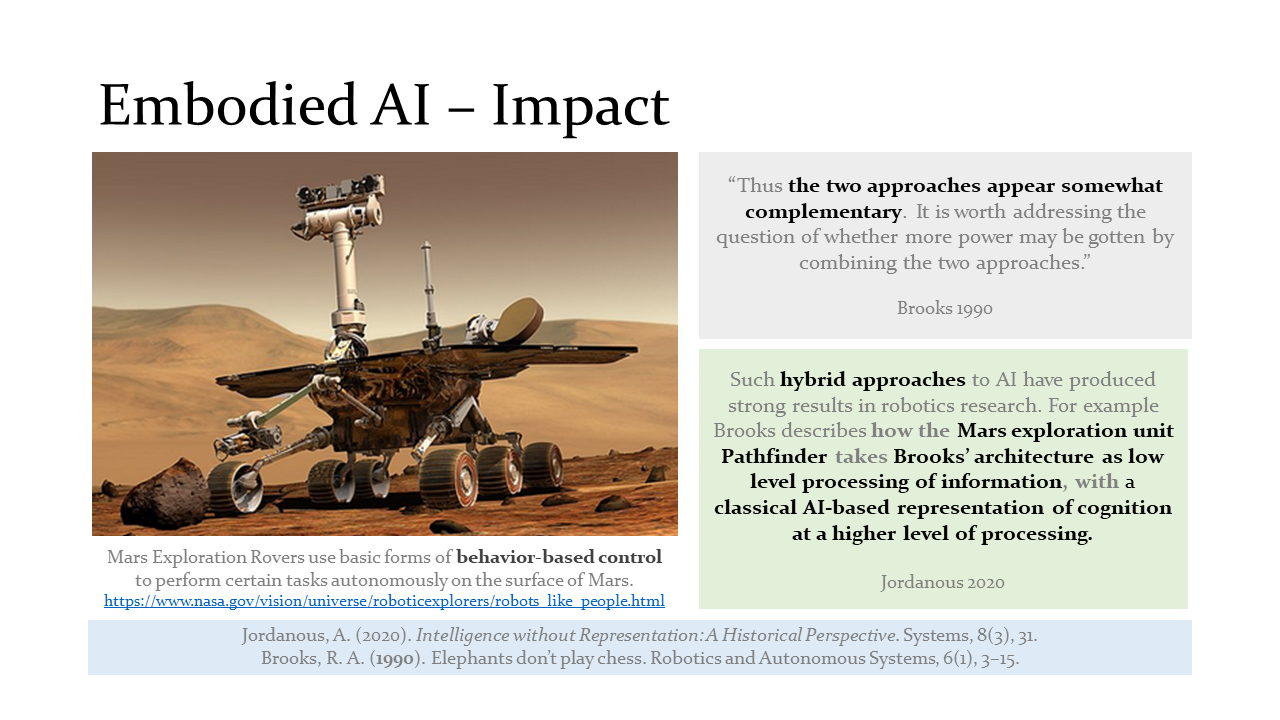 Embodied AI – Impact
“Thus the two approaches appear somewhat
complementary.  It is worth addressing the
question of whether more power may be gotten by
combining the two approaches.”
Brooks 1990
Such hybrid approaches to AI have produced
strong results in robotics research. For example
Brooks describes how the Mars exploration unit
Pathfinder takes Brooks’ architecture as low
level processing of information, with a
classical AI-based representation of cognition
at a higher level of processing.
Jordanous 2020
Mars Exploration Rovers use basic forms of behavior-based control
to perform certain tasks autonomously on the surface of Mars.
https://www.nasa.gov/vision/universe/roboticexplorers/robots_like_people.html
Jordanous, A. (2020). Intelligence without Representation: A Historical Perspective. Systems, 8(3), 31.
Brooks, R. A. (1990). Elephants don’t play chess. Robotics and Autonomous Systems, 6(1), 3–15.